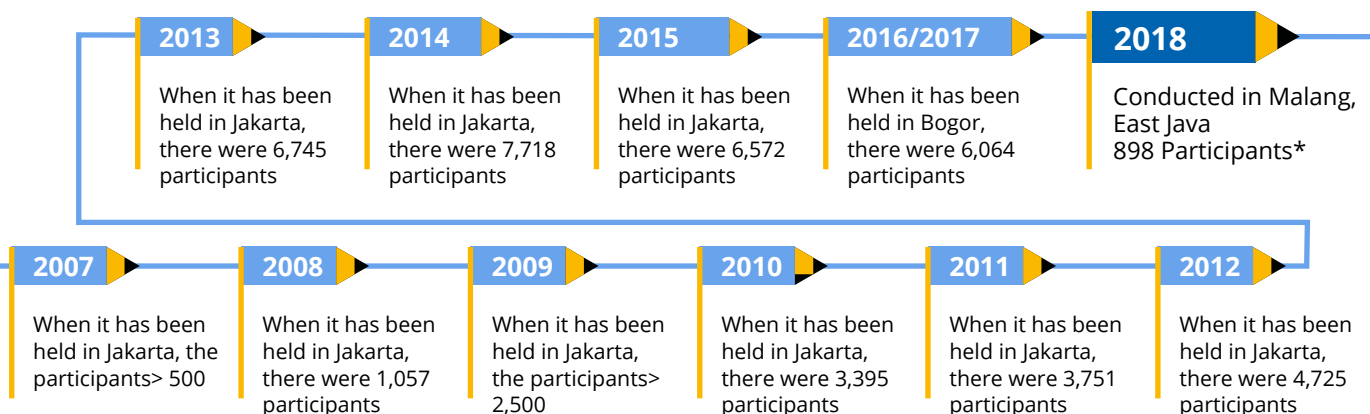 2013
When it has been
held in Jakarta,
there were 6,745
participants
2014
When it has been
held in Jakarta,
there were 7,718
participants
2015
When it has been
held in Jakarta,
there were 6,572
participants
2016/2017
When it has been
held in Bogor,
there were 6,064
participants
2018
Conducted in Malang,
East Java
898 Participants*
2007
When it has been
held in Jakarta, the
participants> 500
2008
When it has been
held in Jakarta,
there were 1,057
participants
2009
When it has been
held in Jakarta,
the participants>
2,500
2010
When it has been
held in Jakarta,
there were 3,395
participants
2011
When it has been
held in Jakarta,
there were 3,751
participants
2012
When it has been
held in Jakarta,
there were 4,725
participants